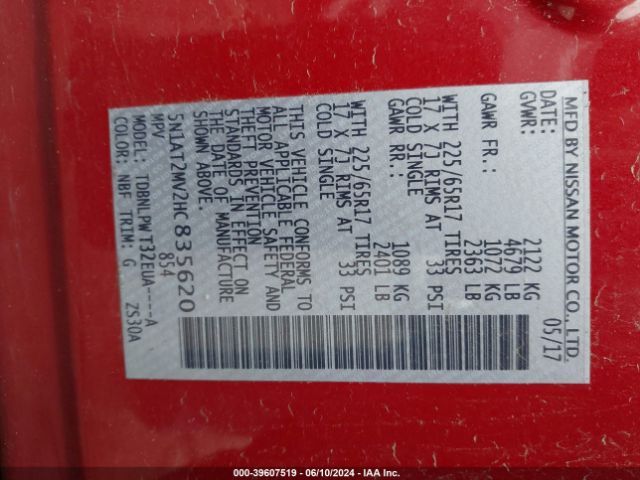 MFD BY NISSAN MOTOR CO., LTD.
DATE: 05/17
GVWR: 2122 KG
4679 LB
GAWR FR: 1072 KG
2363 LB
WITH 225/65R17 TIRES
17 X 7J RIMS AT 33 PSI
COLD SINGLE
GAWR RR: 1089 KG
2401 LB
WITH 225/65R17 TIRES
17 X 7J RIMS AT 33 PSI
COLD SINGLE
THIS VEHICLE CONFORMS TO
ALL APPLICABLE FEDERAL
MOTOR VEHICLE SAFETY AND
THEFT PREVENTION
STANDARDS IN EFFECT ON
THE DATE OF MANUFACTURE
SHOWN ABOVE.
5N1AT2MV2HC835620
MPV 854
MODEL: TDBNLPWT32EUA----A
COLOR: NBF TRIM: G ZS30A
000-39607519 - 06/10/2024 - IAA Inc.